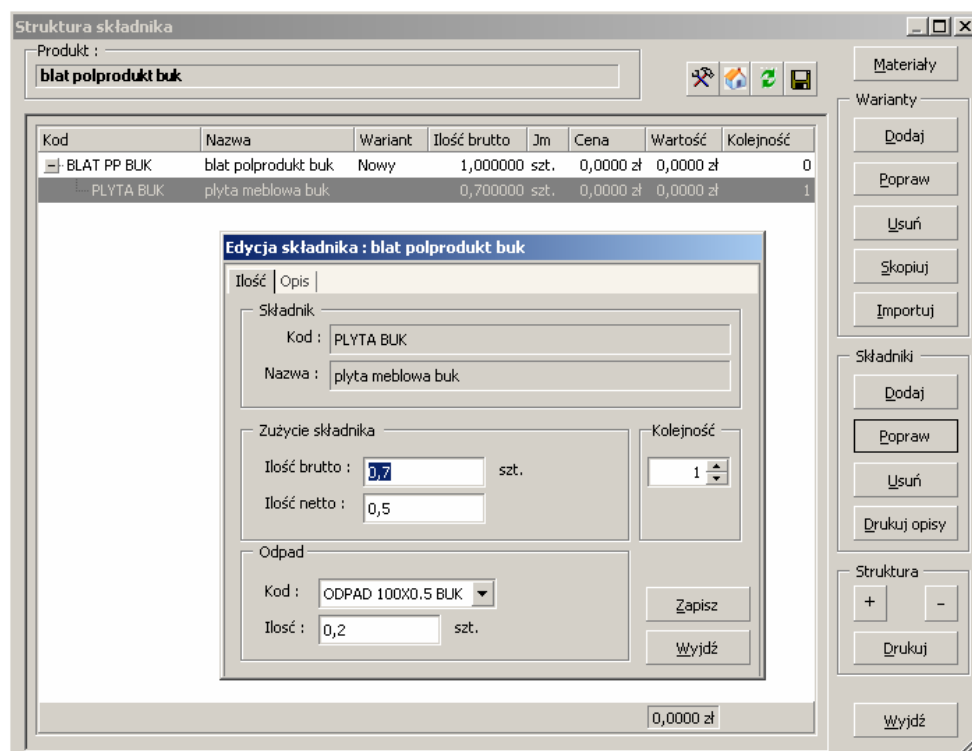 Struktura składnika
Produkt :
blat polprodukt buk
Materiały
Warianty
Dodaj
Popraw
Usuń
Skopiuj
Importuj
Kod Nazwa Wariant Ilość brutto Jm Cena Wartość Kolejność
BLAT PP BUK blat polprodukt buk Nowy 1,000000 szt. 0,0000 zł 0,0000 zł 0
PLYTA BUK plyta meblowa buk 0,700000 szt. 0,0000 zł 0,0000 zł 1
Edycja składnika : blat polprodukt buk
Ilość Opis
Składnik
Kod : PLYTA BUK
Nazwa : plyta meblowa buk
Zużycie składnika
Ilość brutto : 0,7 szt.
Ilość netto : 0,5
Kolejność
1
Odpad
Kod : ODPAD 100X0.5 BUK
Ilosć : 0,2 szt.
Zapisz
Wyjdź
Składniki
Dodaj
Popraw
Usuń
Drukuj opisy
Struktura
+ -
Drukuj
0,0000 zł
Wyjdź